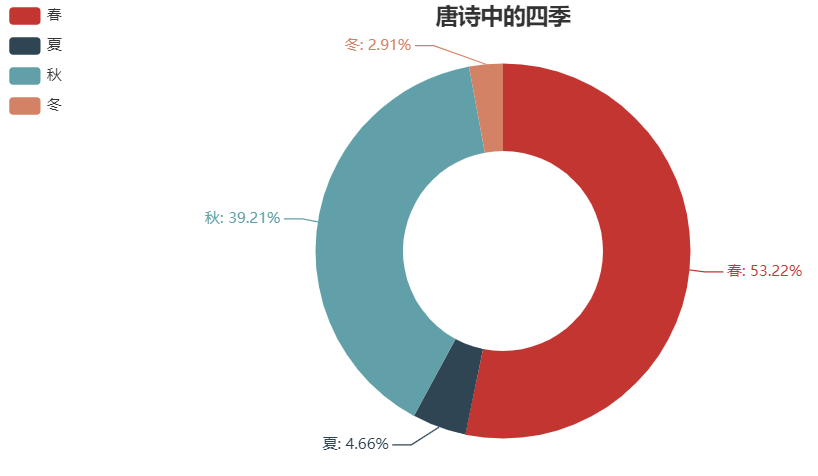 唐诗中的四季
春
夏
秋
冬
冬: 2.91%
秋: 39.21%
春: 53.22%
夏: 4.66%